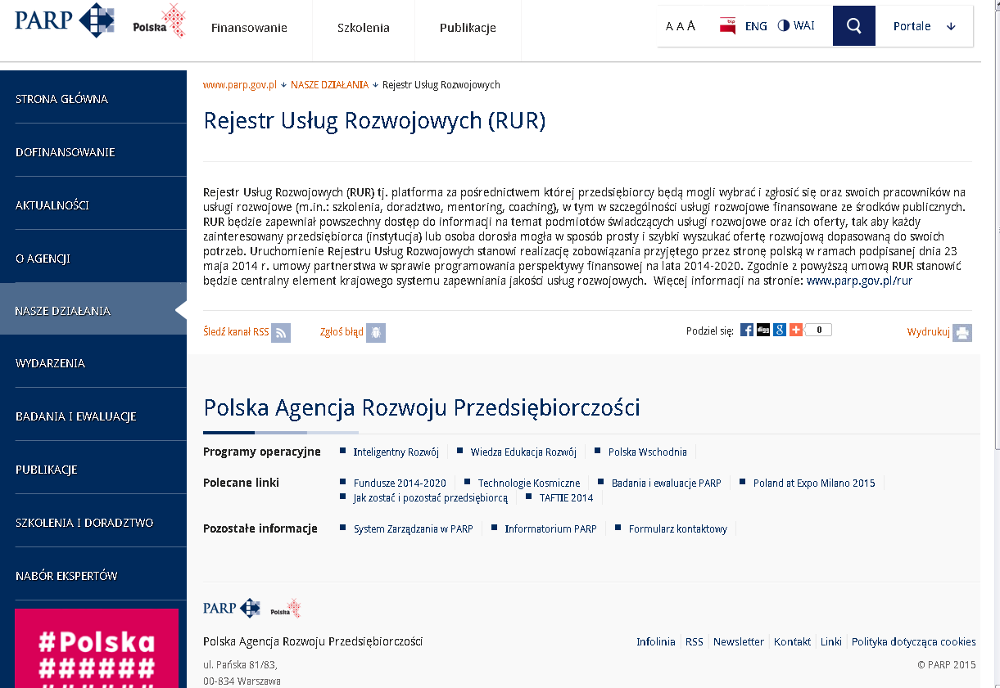 PARP Polska
Finansowanie Szkolenia Publikacje
A A A bip ENG WAI Portale
STRONA GŁÓWNA
DOFINANSOWANIE
AKTUALNOŚCI
O AGENCJI
NASZE DZIAŁANIA
WYDARZENIA
BADANIA I EWALUACJE
PUBLIKACJE
SZKOLENIA I DORADZTWO
NABÓR EKSPERTÓW
#Polska
######
www.parp.gov.pl NASZE DZIAŁANIA Rejestr Usług Rozwojowych
Rejestr Usług Rozwojowych (RUR)
Rejestr Usług Rozwojowych (RUR) tj. platforma za pośrednictwem której przedsiębiorcy będą mogli wybrać i zgłosić się oraz swoich pracowników na
usługi rozwojowe (m.in.: szkolenia, doradztwo, mentoring, coaching), w tym w szczególności usługi rozwojowe finansowane ze środków publicznych.
RUR będzie zapewniał powszechny dostęp do informacji na temat podmiotów świadczących usługi rozwojowe oraz ich oferty, tak aby każdy
zainteresowany przedsiębiorca (instytucja) lub osoba dorosła mogła w sposób prosty i szybki wyszukać ofertę rozwojową dopasowaną do swoich
potrzeb. Uruchomienie Rejestru Usług Rozwojowych stanowi realizację zobowiązania przyjętego przez stronę polską w ramach podpisanej dnia 23
maja 2014 r. umowy partnerstwa w sprawie programowania perspektywy finansowej na lata 2014-2020. Zgodnie z powyższą umową RUR stanowić
będzie centralny element krajowego systemu zapewniania jakości usług rozwojowych. Więcej informacji na stronie: www.parp.gov.pl/rur
Śledź kanał RSS Zgłoś błąd Podziel się: digg 0 Wydrukuj
Polska Agencja Rozwoju Przedsiębiorczości
Programy operacyjne Inteligentny Rozwój Wiedza Edukacja Rozwój Polska Wschodnia
Polecane linki Fundusze 2014-2020 Technologie Kosmiczne Badania i ewaluacje PARP Poland at Expo Milano 2015
Jak zostać i pozostać przedsiębiorcą TAFTIE 2014
Pozostałe informacje System Zarządzania w PARP Informatorium PARP Formularz kontaktowy
PARP Polska
Polska Agencja Rozwoju Przedsiębiorczości
Infolinia RSS Newsletter Kontakt Linki Polityka dotycząca cookies
ul. Pańska 81/83,
© PARP 2015
00-834 Warszawa